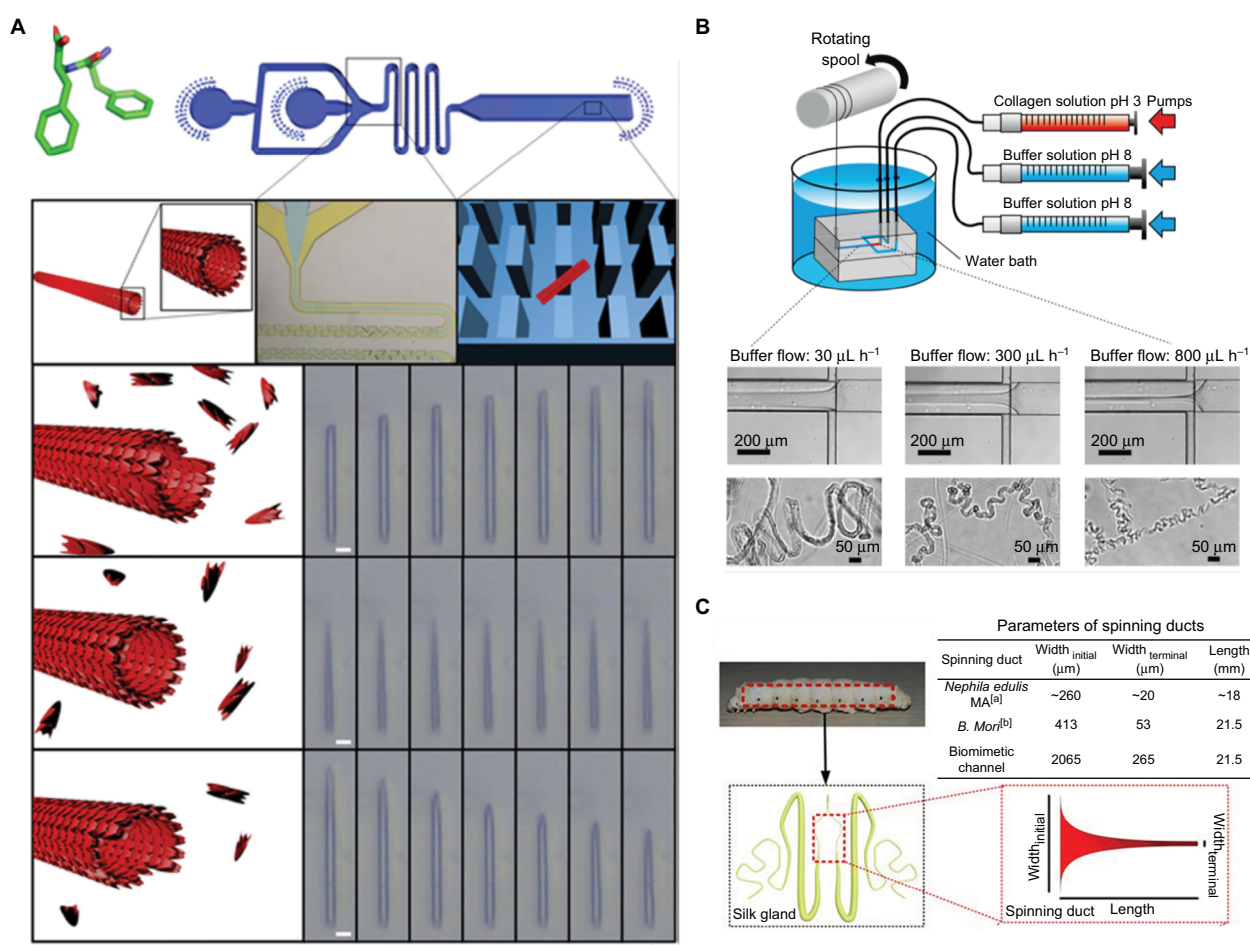 A
B
Rotating
spool
Collagen solution pH 3 Pumps
Buffer solution pH 8
Buffer solution pH 8
Water bath
Buffer flow: 30 μL h⁻¹
Buffer flow: 300 μL h⁻¹
Buffer flow: 800 μL h⁻¹
200 μm
200 μm
200 μm
50 μm
50 μm
50 μm
C
Parameters of spinning ducts
Spinning duct Width initial (μm) Width terminal (μm) Length (mm)
Nephila edulis MA[a] ~260 ~20 ~18
B. Mori[b] 413 53 21.5
Biomimetic channel 2065 265 21.5
Silk gland
Width initial
Width terminal
Spinning duct
Length